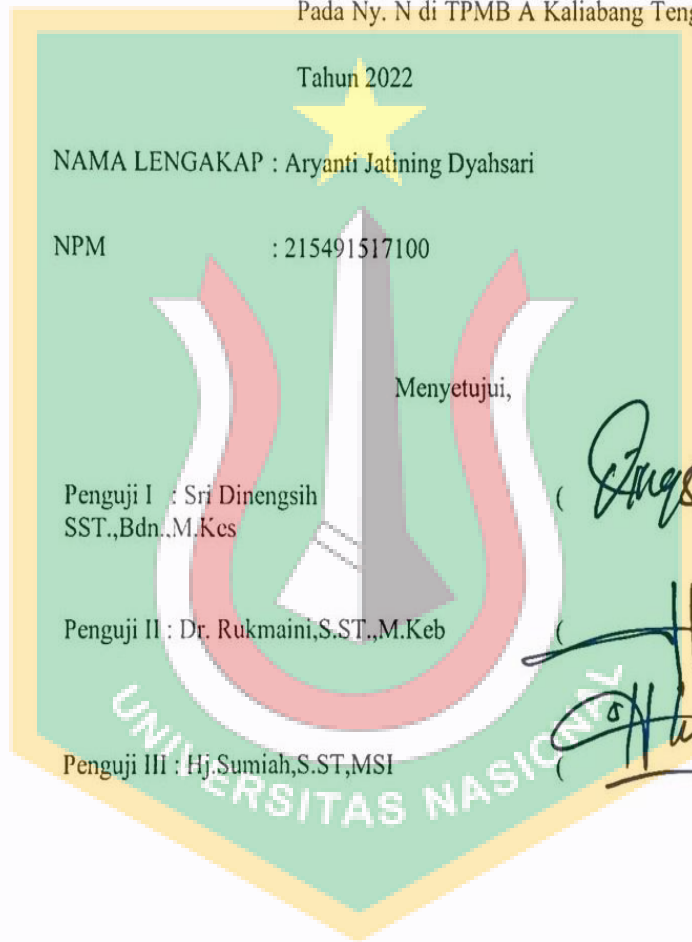 Pada Ny. N di TPMB A Kaliabang Teng
Tahun 2022
NAMA LENGAKAP : Aryanti Jatining Dyahsari
NPM : 215491517100
Menyetujui,
Penguji I : Sri Dinengsih (
SST.,Bdn.,M.Kes
Penguji II : Dr. Rukmaini,S.ST.,M.Keb (
Penguji III : Hj.Sumiah,S.ST,MSI (
UNIVERSITAS NASIONAL